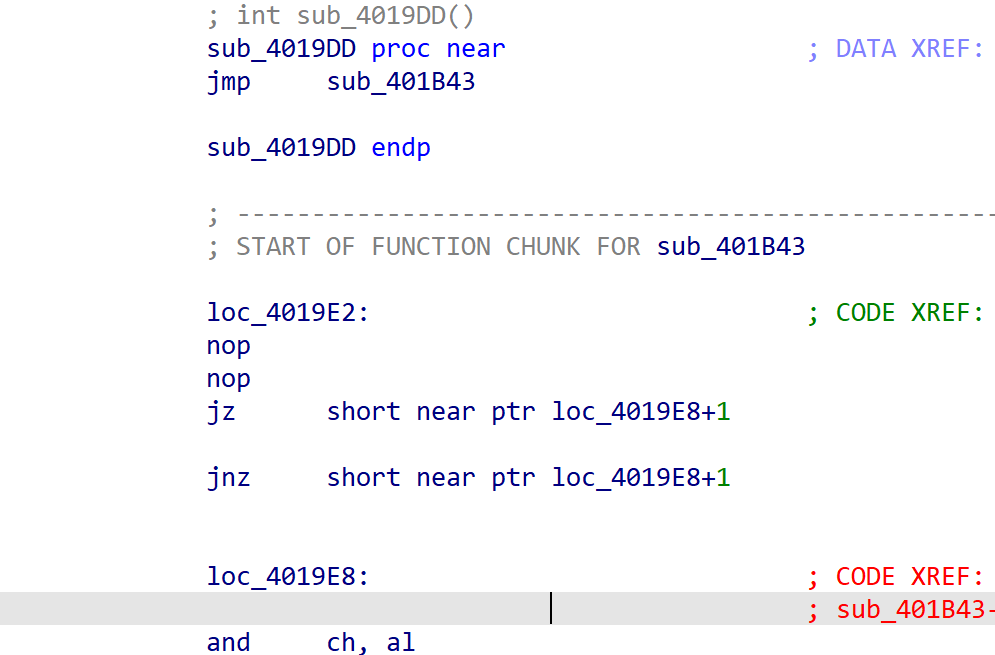 ; int sub_4019DD()
sub_4019DD proc near ; DATA XREF:
jmp sub_401B43
sub_4019DD endp
; ---------------------------------------------------
; START OF FUNCTION CHUNK FOR sub_401B43
loc_4019E2: ; CODE XREF:
nop
nop
jz short near ptr loc_4019E8+1
jnz short near ptr loc_4019E8+1
loc_4019E8: ; CODE XREF:
; sub_401B43-
and ch, al